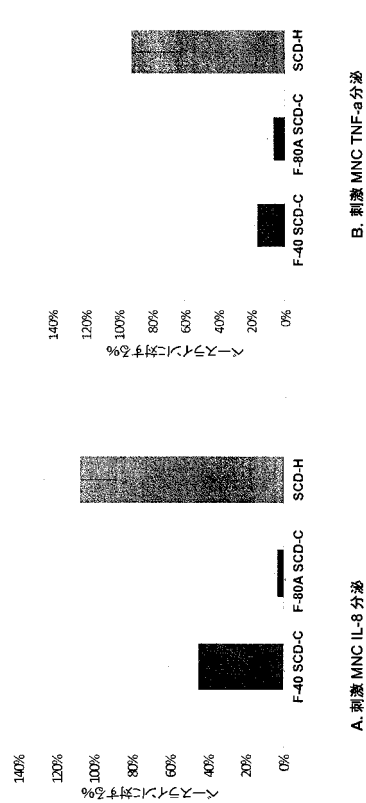 140%
120%
100%
80%
60%
40%
20%
0%
ベースラインに対する%
F-40 SCD-C
F-80A SCD-C
SCD-H
A. 刺激 MNC IL-8 分泌
140%
120%
100%
80%
60%
40%
20%
0%
ベースラインに対する%
F-40 SCD-C
F-80A SCD-C
SCD-H
B. 刺激 MNC TNF-a分泌